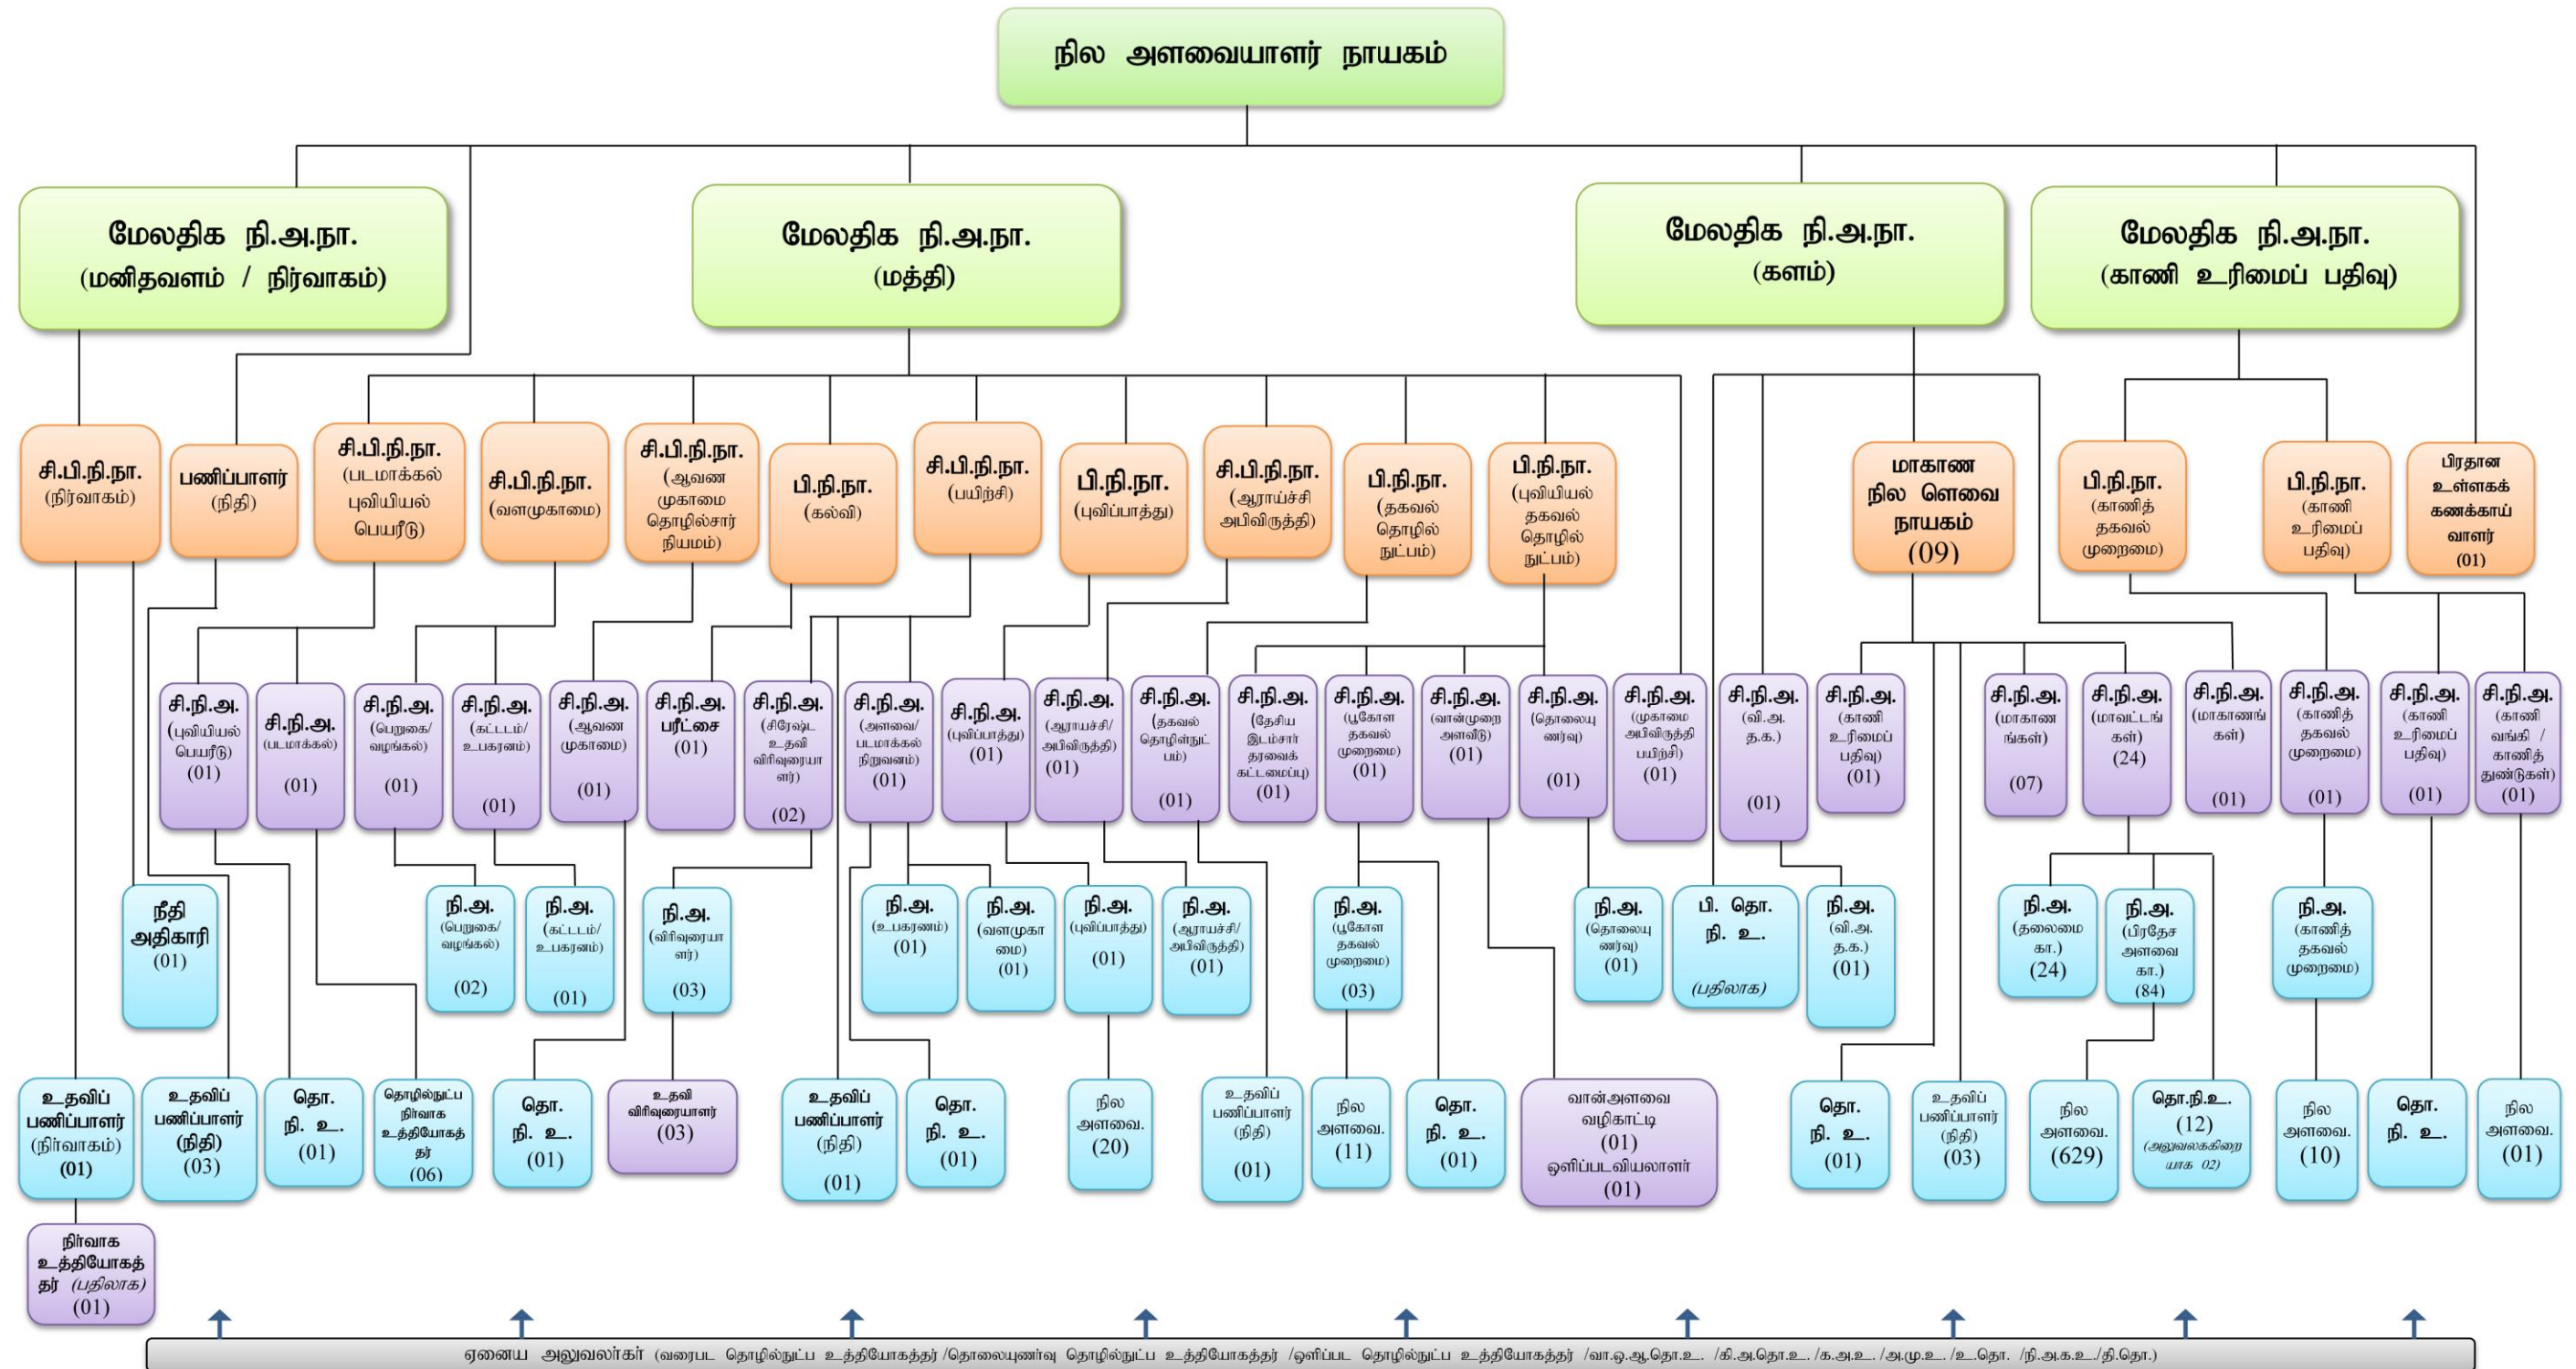 நில அளவையாளர் நாயகம்
மேலதிக நி.அ.நா.
(மனிதவளம் / நிர்வாகம்)
மேலதிக நி.அ.நா.
(மத்தி)
மேலதிக நி.அ.நா.
(களம்)
மேலதிக நி.அ.நா.
(காணி உரிமைப் பதிவு)
சி.பி.நி.நா.
(நிர்வாகம்)
பணிப்பாளர்
(நிதி)
சி.பி.நி.நா.
(படமாக்கல்
புவியியல்
பெயரீடு)
சி.பி.நி.நா.
(வளமுகாமை)
சி.பி.நி.நா.
(ஆவண
முகாமை
தொழில்சார்
நியமம்)
பி.நி.நா.
(கல்வி)
சி.பி.நி.நா.
(பயிற்சி)
பி.நி.நா.
(புவிப்பாத்து)
சி.பி.நி.நா.
(ஆராய்ச்சி
அபிவிருத்தி)
பி.நி.நா.
(தகவல்
தொழில்
நுட்பம்)
பி.நி.நா.
(புவியியல்
தகவல்
தொழில்
நுட்பம்)
மாகாண
நில ளெவை
நாயகம்
(09)
பி.நி.நா.
(காணித்
தகவல்
முறைமை)
பி.நி.நா.
(காணி
உரிமைப்
பதிவு)
பிரதான
உள்ளகக்
கணக்காய்
வாளர்
(01)
சி.நி.அ.
(புவியியல்
பெயரீடு)
(01)
சி.நி.அ.
(படமாக்கல்)
(01)
சி.நி.அ.
(பெறுகை/
வழங்கல்)
(01)
சி.நி.அ.
(கட்டடம்/
உபகரனம்)
(01)
சி.நி.அ.
(ஆவண
முகாமை)
(01)
சி.நி.அ.
பரீட்சை
(01)
சி.நி.அ.
(சிரேஷ்ட
உதவி
விரிவுரையா
ளர்)
(02)
சி.நி.அ.
(அளவை/
படமாக்கல்
நிறுவனம்)
(01)
சி.நி.அ.
(புவிப்பாத்து)
(01)
சி.நி.அ.
(ஆராயச்சி/
அபிவிருத்தி)
(01)
சி.நி.அ.
(தகவல்
தொழிள்நுட்
பம்)
(01)
சி.நி.அ.
(தேசிய
இடம்சார்
தரவைக்
கட்டமைப்பு)
(01)
சி.நி.அ.
(பூகோள
தகவல்
முறைமை)
(01)
சி.நி.அ.
(வான்முறை
அளவீடு)
(01)
சி.நி.அ.
(தொலையு
ணர்வு)
(01)
சி.நி.அ.
(முகாமை
அபிவிருத்தி
பயிற்சி)
(01)
சி.நி.அ.
(வி.அ.
த.க.)
(01)
சி.நி.அ.
(காணி
உரிமைப்
பதிவு)
(01)
சி.நி.அ.
(மாகாண
ங்கள்)
(07)
சி.நி.அ.
(மாவட்டங்
கள்)
(24)
சி.நி.அ.
(மாகாணங்
கள்)
(01)
சி.நி.அ.
(காணித்
தகவல்
முறைமை)
(01)
சி.நி.அ.
(காணி
உரிமைப்
பதிவு)
(01)
சி.நி.அ.
(காணி
வங்கி /
காணித்
துண்டுகள்)
(01)
நீதி
அதிகாரி
(01)
நி.அ.
(பெறுகை/
வழங்கல்)
(02)
நி.அ.
(கட்டடம்/
உபகரனம்)
(01)
நி.அ.
(விரிவுரையா
ளர்)
(03)
நி.அ.
(உபகரணம்)
(01)
நி.அ.
(வளமுகா
மை)
(01)
நி.அ.
(புவிப்பாத்து)
(01)
நி.அ.
(ஆராயச்சி/
அபிவிருத்தி)
(01)
நி.அ.
(பூகோள
தகவல்
முறைமை)
(03)
நி.அ.
(தொலையு
ணர்வு)
(01)
பி. தொ.
நி. உ.
(பதிலாக)
நி.அ.
(வி.அ.
த.க.)
(01)
நி.அ.
(தலைமை
கா.)
(24)
நி.அ.
(பிரதேச
அளவை
கா.)
(84)
நி.அ.
(காணித்
தகவல்
முறைமை)
உதவிப்
பணிப்பாளர்
(நிர்வாகம்)
(01)
உதவிப்
பணிப்பாளர்
(நிதி)
(03)
தொ.
நி. உ.
(01)
தொழில்நுட்ப
நிர்வாக
உத்தியோகத்
தர்
(06)
தொ.
நி. உ.
(01)
உதவி
விரிவுரையாளர்
(03)
உதவிப்
பணிப்பாளர்
(நிதி)
(01)
தொ.
நி. உ.
(01)
நில
அளவை.
(20)
உதவிப்
பணிப்பாளர்
(நிதி)
(01)
நில
அளவை.
(11)
தொ.
நி. உ.
(01)
வான்அளவை
வழிகாட்டி
(01)
ஒளிப்படவியலாளர்
(01)
தொ.
நி. உ.
(01)
உதவிப்
பணிப்பாளர்
(நிதி)
(03)
நில
அளவை.
(629)
தொ.நி.உ.
(12)
(அலுவலககிறை
யாக 02)
நில
அளவை.
(10)
தொ.
நி. உ.
நில
அளவை.
(01)
நிர்வாக
உத்தியோகத்
தர் (பதிலாக)
(01)
ஏனைய அலுவலர்கர் (வரைபட தொழில்நுட்ப உத்தியோகத்தர் /தொலையுணர்வு தொழில்நுட்ப உத்தியோகத்தர் /ஒளிப்பட தொழில்நுட்ப உத்தியோகத்தர் /வா.ஒ.ஆ.தொ.உ. /கி.அ.தொ.உ. /க.அ.உ. /அ.மு.உ. /உ.தொ. /நி.அ.க.உ./தி.தொ.)